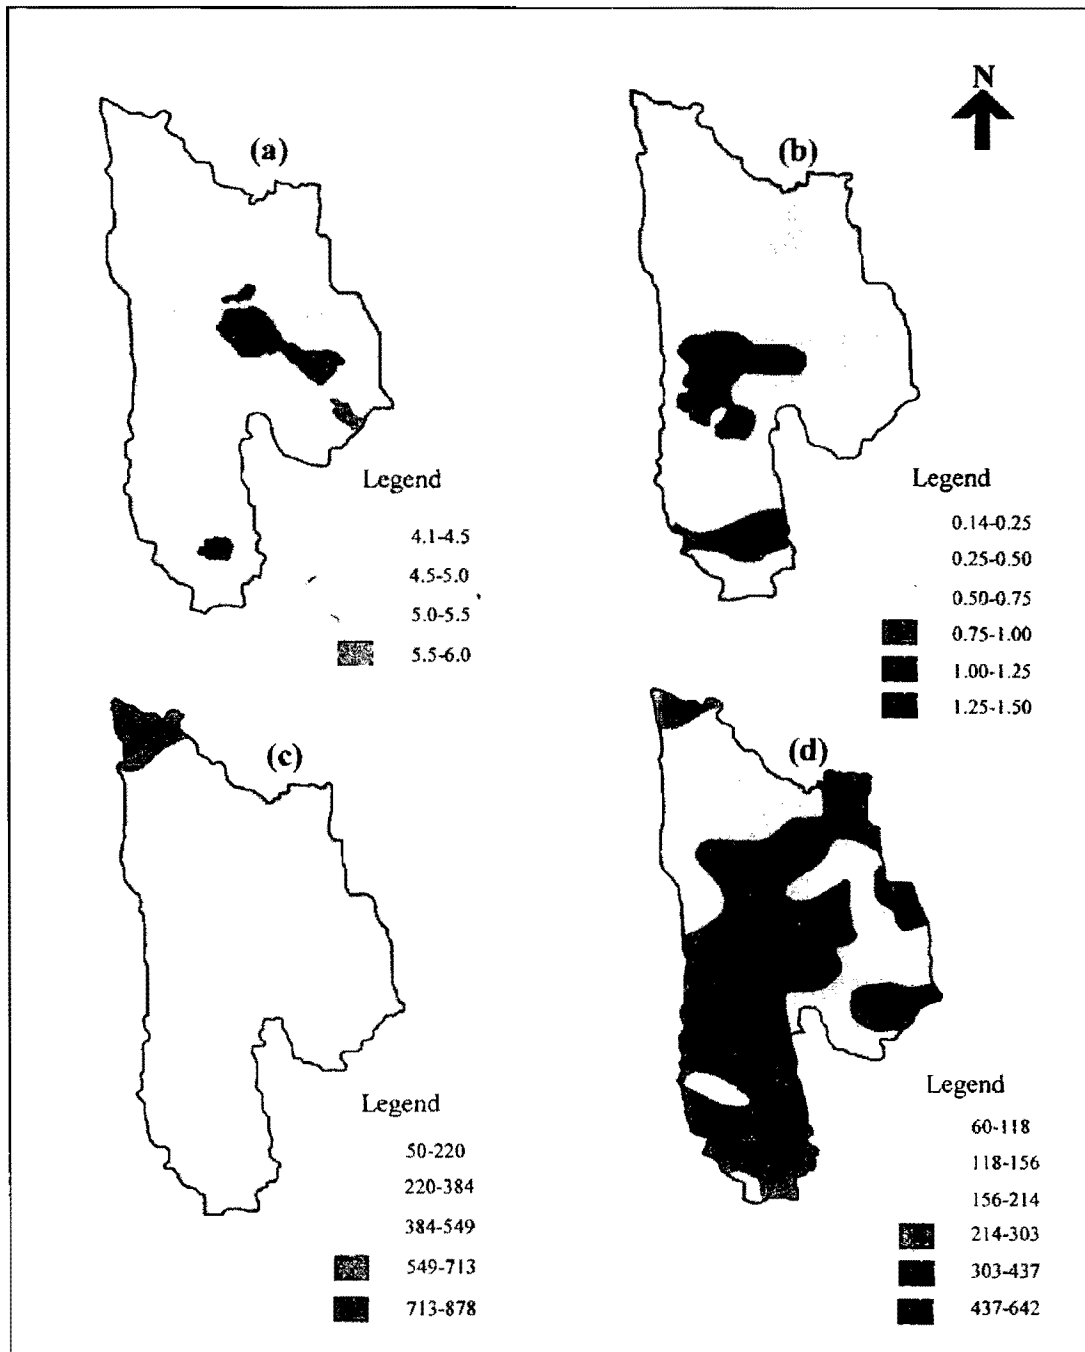 N
(a)
(b)
Legend
4.1-4.5
4.5-5.0
5.0-5.5
5.5-6.0
Legend
0.14-0.25
0.25-0.50
0.50-0.75
0.75-1.00
1.00-1.25
1.25-1.50
(c)
(d)
Legend
50-220
220-384
384-549
549-713
713-878
Legend
60-118
118-156
156-214
214-303
303-437
437-642